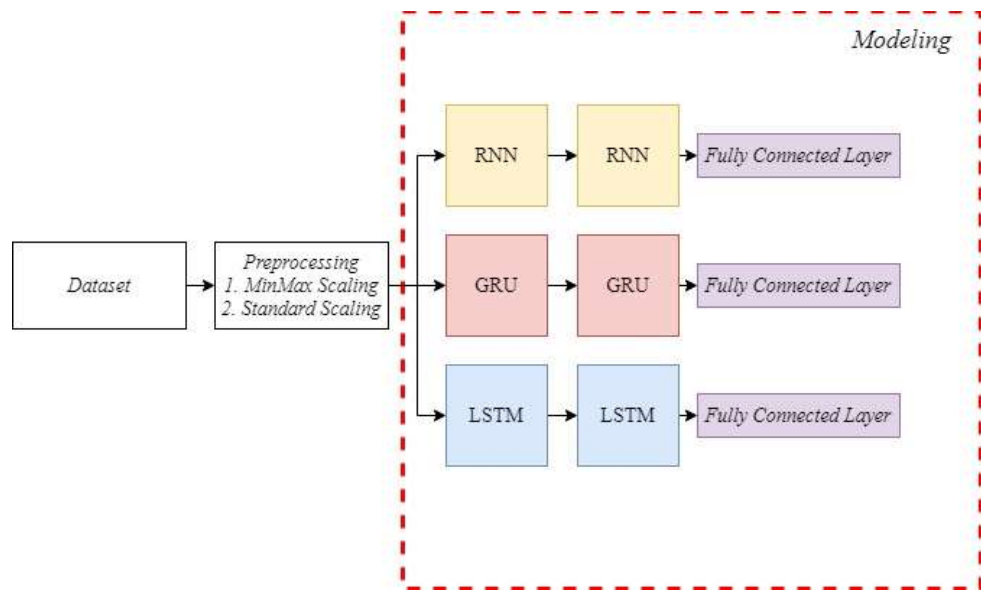 Modeling
RNN
RNN
Fully Connected Layer
Dataset
Preprocessing
1. MinMax Scaling
2. Standard Scaling
GRU
GRU
Fully Connected Layer
LSTM
LSTM
Fully Connected Layer